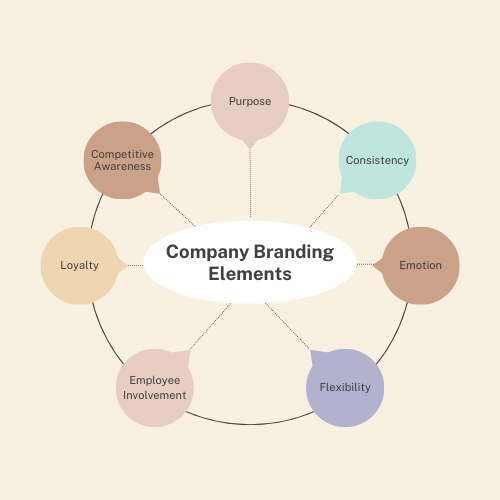 Purpose
Competitive
Awareness
Consistency
Company Branding
Elements
Loyalty
Emotion
Employee
Involvement
Flexibility